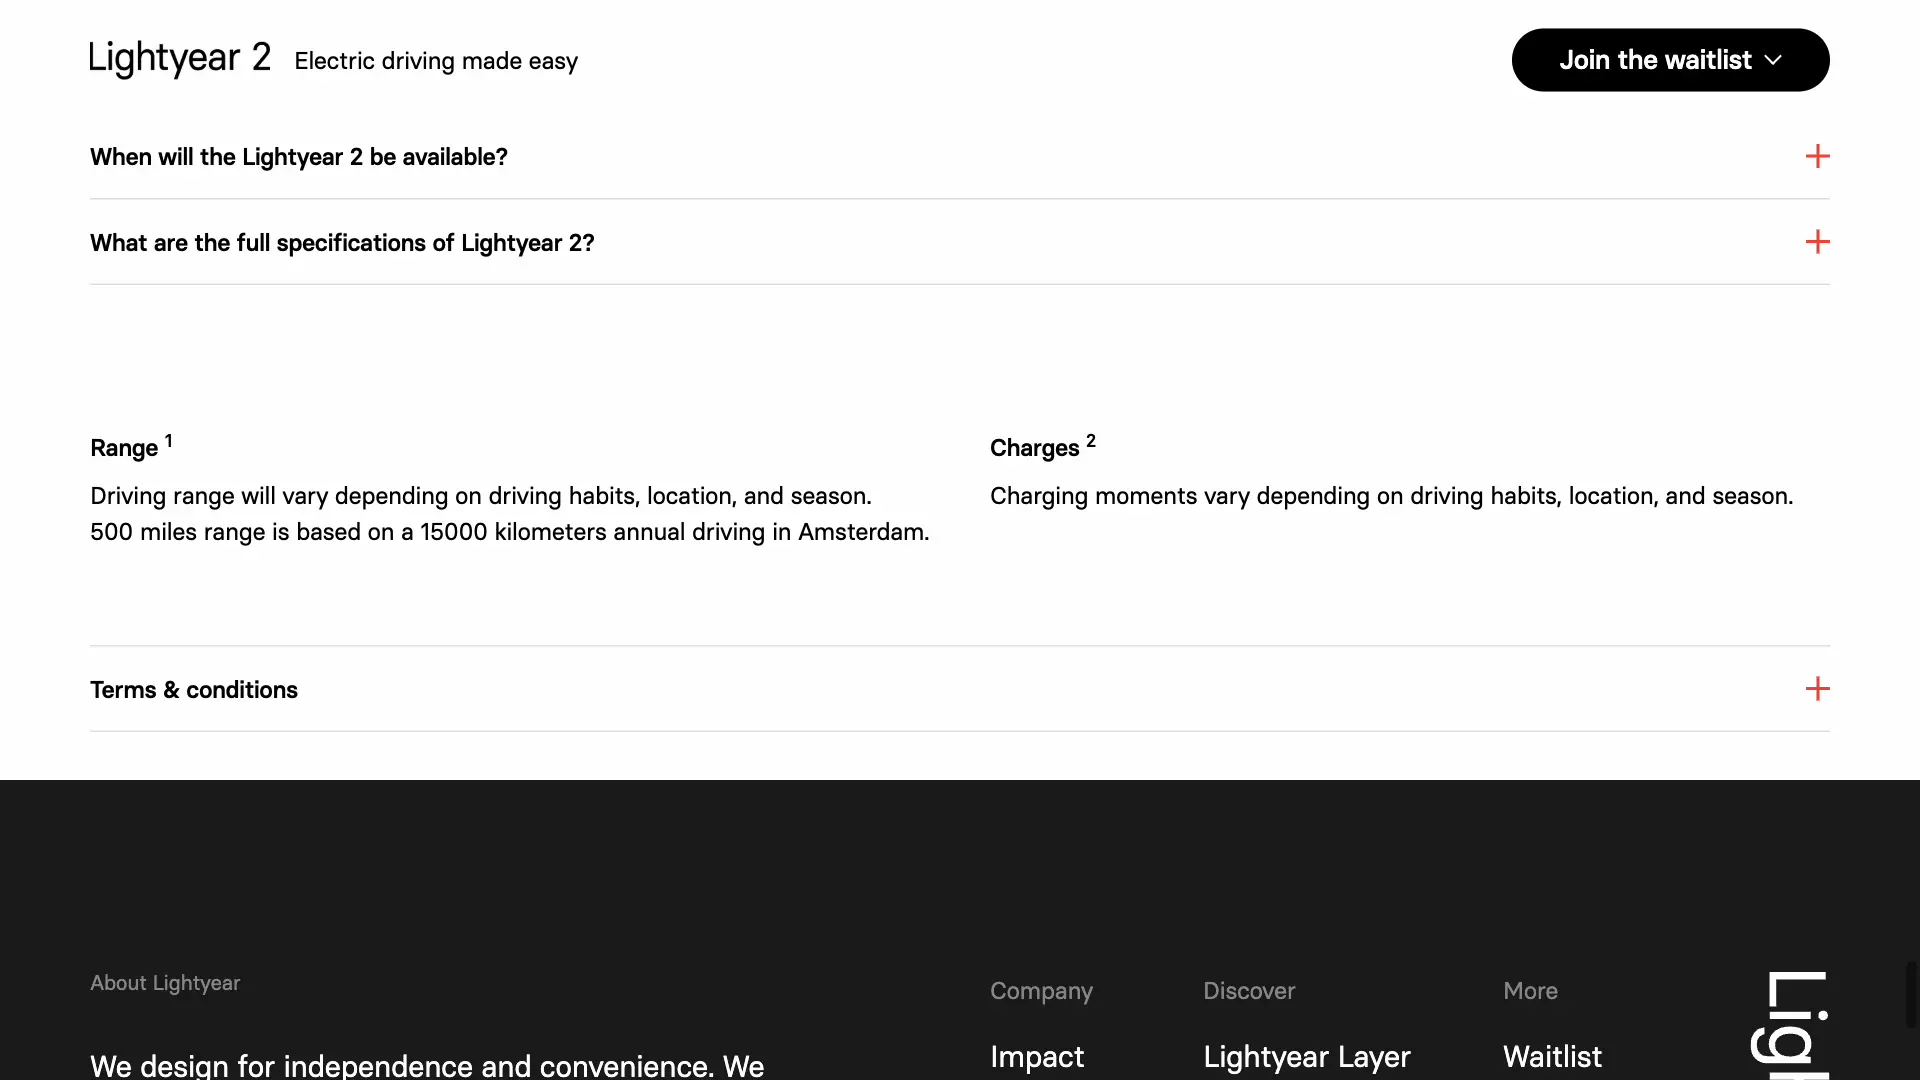 Lightyear 2
Electric driving made easy
Join the waitlist
When will the Lightyear 2 be available?
What are the full specifications of Lightyear 2?
Range 1
Driving range will vary depending on driving habits, location, and season.
500 miles range is based on a 15000 kilometers annual driving in Amsterdam.
Charges 2
Charging moments vary depending on driving habits, location, and season.
Terms & conditions
About Lightyear
We design for independence and convenience. We
Company
Impact
Discover
Lightyear Layer
More
Waitlist